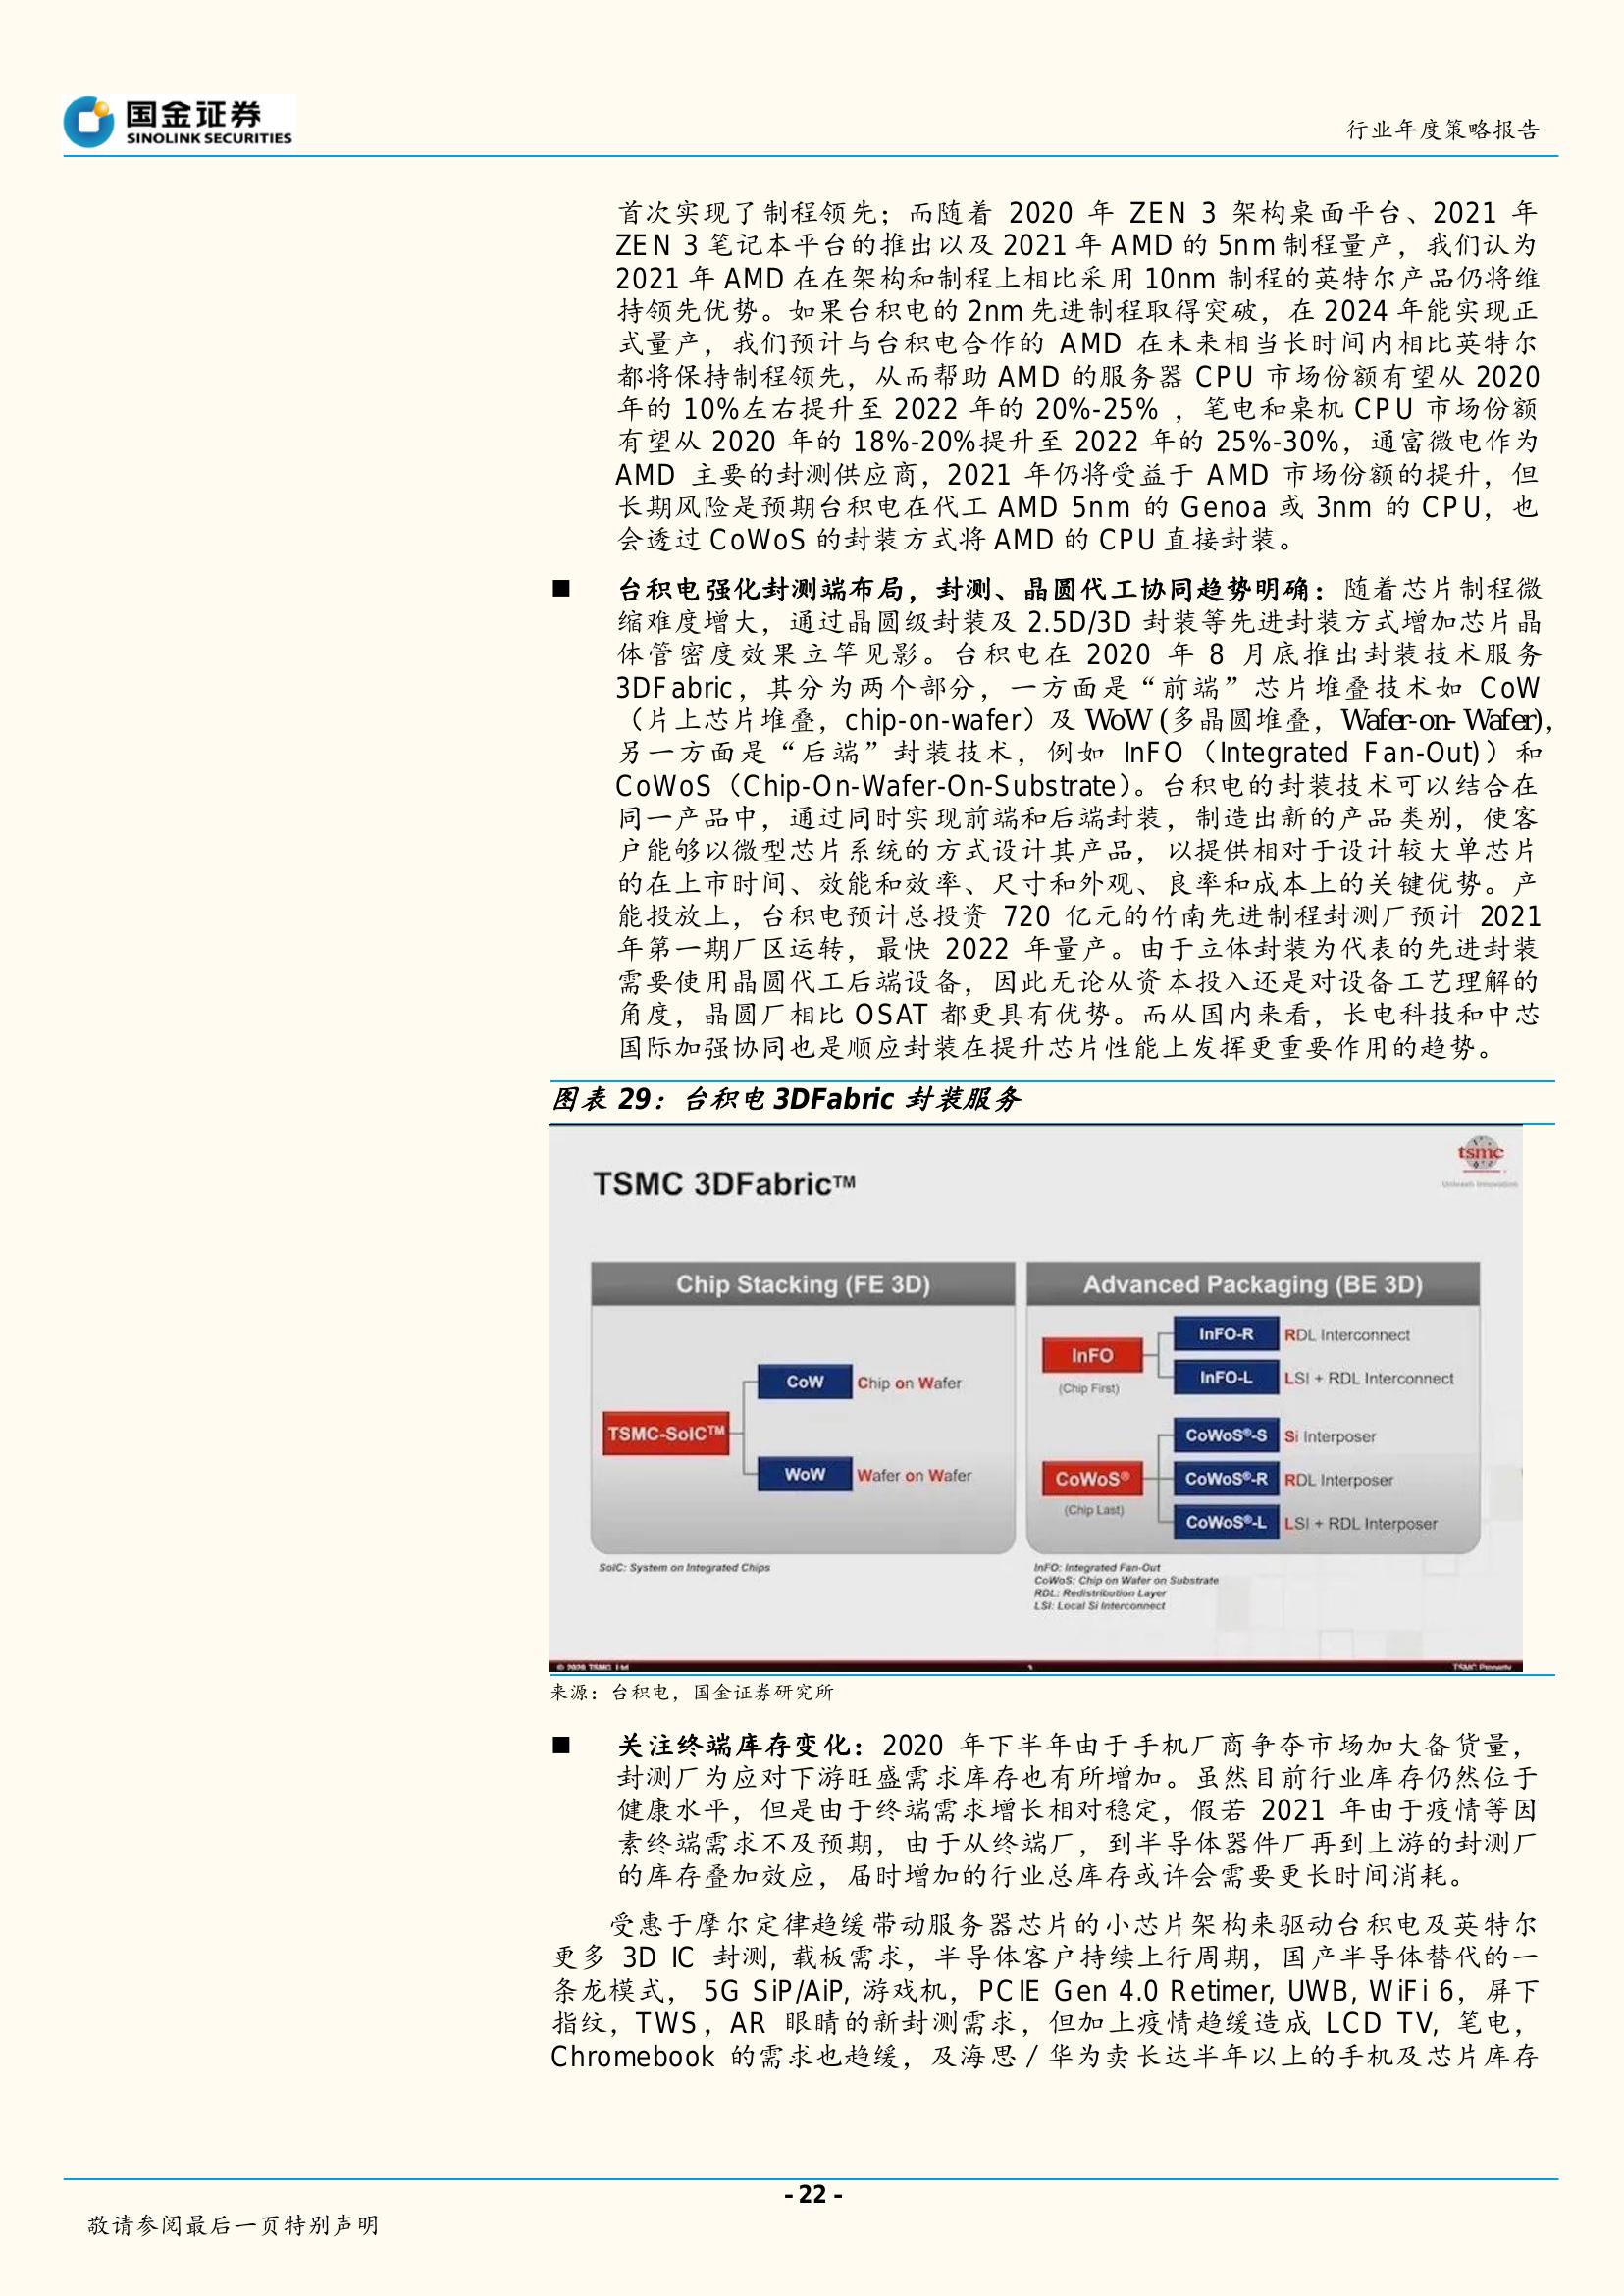 国金证券
SINOLINK SECURITIES
行业年度策略报告
首次实现了制程领先；而随着 2020 年 ZEN 3 架构桌面平台、2021 年
ZEN 3 笔记本平台的推出以及 2021 年 AMD 的 5nm 制程量产，我们认为
2021 年 AMD 在在架构和制程上相比采用 10nm 制程的英特尔产品仍将维
持领先优势。如果台积电的 2nm 先进制程取得突破，在 2024 年能实现正
式量产，我们预计与台积电合作的 AMD 在未来相当长时间内相比英特尔
都将保持制程领先，从而帮助 AMD 的服务器 CPU 市场份额有望从 2020
年的 10%左右提升至 2022 年的 20%-25% ，笔电和桌机 CPU 市场份额
有望从 2020 年的 18%-20%提升至 2022 年的 25%-30%，通富微电作为
AMD 主要的封测供应商，2021 年仍将受益于 AMD 市场份额的提升，但
长期风险是预期台积电在代工 AMD 5nm 的 Genoa 或 3nm 的 CPU，也
会透过 CoWoS 的封装方式将 AMD 的 CPU 直接封装。
■ 台积电强化封测端布局，封测、晶圆代工协同趋势明确：随着芯片制程微
缩难度增大，通过晶圆级封装及 2.5D/3D 封装等先进封装方式增加芯片晶
体管密度效果立竿见影。台积电在 2020 年 8 月底推出封装技术服务
3DFabric，其分为两个部分，一方面是“前端”芯片堆叠技术如 CoW
（片上芯片堆叠，chip-on-wafer）及 WoW (多晶圆堆叠，Wafer-on- Wafer)，
另一方面是“后端”封装技术，例如 InFO（Integrated Fan-Out)）和
CoWoS（Chip-On-Wafer-On-Substrate）。台积电的封装技术可以结合在
同一产品中，通过同时实现前端和后端封装，制造出新的产品类别，使客
户能够以微型芯片系统的方式设计其产品，以提供相对于设计较大单芯片
的在上市时间、效能和效率、尺寸和外观、良率和成本上的关键优势。产
能投放上，台积电预计总投资 720 亿元的竹南先进制程封测厂预计 2021
年第一期厂区运转，最快 2022 年量产。由于立体封装为代表的先进封装
需要使用晶圆代工后端设备，因此无论从资本投入还是对设备工艺理解的
角度，晶圆厂相比 OSAT 都更具有优势。而从国内来看，长电科技和中芯
国际加强协同也是顺应封装在提升芯片性能上发挥更重要作用的趋势。
图表 29：台积电 3DFabric 封装服务
tsmc
Unleash Innovation
TSMC 3DFabric™
Chip Stacking (FE 3D)
TSMC-SoIC™
CoW Chip on Wafer
WoW Wafer on Wafer
SoIC: System on Integrated Chips
Advanced Packaging (BE 3D)
InFO
(Chip First)
InFO-R RDL Interconnect
InFO-L LSI + RDL Interconnect
CoWoS®
(Chip Last)
CoWoS®-S Si Interposer
CoWoS®-R RDL Interposer
CoWoS®-L LSI + RDL Interposer
InFO: Integrated Fan-Out
CoWoS: Chip on Wafer on Substrate
RDL: Redistribution Layer
LSI: Local Si Interconnect
© 2020 TSMC, Ltd
TSMC Property
来源：台积电，国金证券研究所
■ 关注终端库存变化：2020 年下半年由于手机厂商争夺市场加大备货量，
封测厂为应对下游旺盛需求库存也有所增加。虽然目前行业库存仍然位于
健康水平，但是由于终端需求增长相对稳定，假若 2021 年由于疫情等因
素终端需求不及预期，由于从终端厂，到半导体器件厂再到上游的封测厂
的库存叠加效应，届时增加的行业总库存或许会需要更长时间消耗。
受惠于摩尔定律趋缓带动服务器芯片的小芯片架构来驱动台积电及英特尔
更多 3D IC 封测, 载板需求，半导体客户持续上行周期，国产半导体替代的一
条龙模式， 5G SiP/AiP, 游戏机，PCIE Gen 4.0 Retimer, UWB, WiFi 6，屏下
指纹，TWS，AR 眼睛的新封测需求，但加上疫情趋缓造成 LCD TV, 笔电，
Chromebook 的需求也趋缓，及海思 / 华为卖长达半年以上的手机及芯片库存
- 22 -
敬请参阅最后一页特别声明